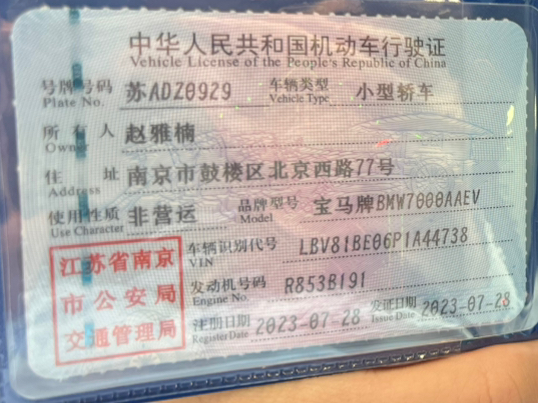 中华人民共和国机动车行驶证
Vehicle License of the People's Republic of China
号牌号码 苏ADZ0929 车辆类型 小型轿车
Plate No. Vehicle Type
所有人 赵雅楠
Owner
住址 南京市鼓楼区北京西路77号
Address
使用性质 非营运 品牌型号 宝马牌BMW7000AAEV
Use Character Model
江苏省南京
市公安局
交通管理局
车辆识别代号 LBV81BE06P1A44738
VIN
发动机号码 R853B191
Engine No.
注册日期 2023-07-28 发证日期 2023-07-28
Register Date Issue Date